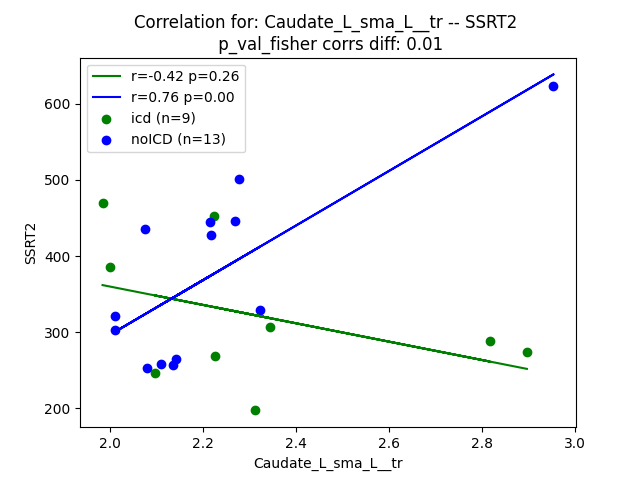 Correlation for: Caudate_L_sma_L__tr -- SSRT2
p_val_fisher corrs diff: 0.01
r=-0.42 p=0.26
r=0.76 p=0.00
icd (n=9)
noICD (n=13)
600
500
400
300
200
SSRT2
2.0 2.2 2.4 2.6 2.8 3.0
Caudate_L_sma_L__tr